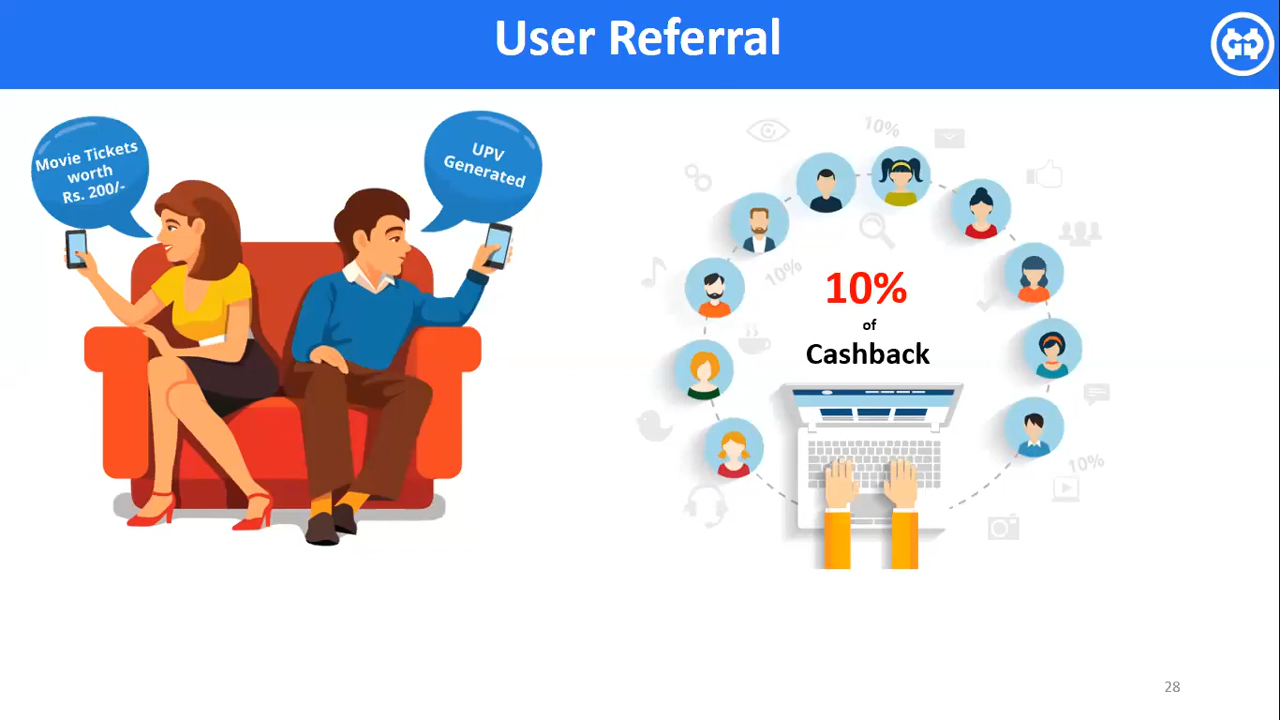 User Referral
Movie Tickets
worth
Rs. 200/-
UPV
Generated
10%
10%
10%
of
Cashback
10%
28